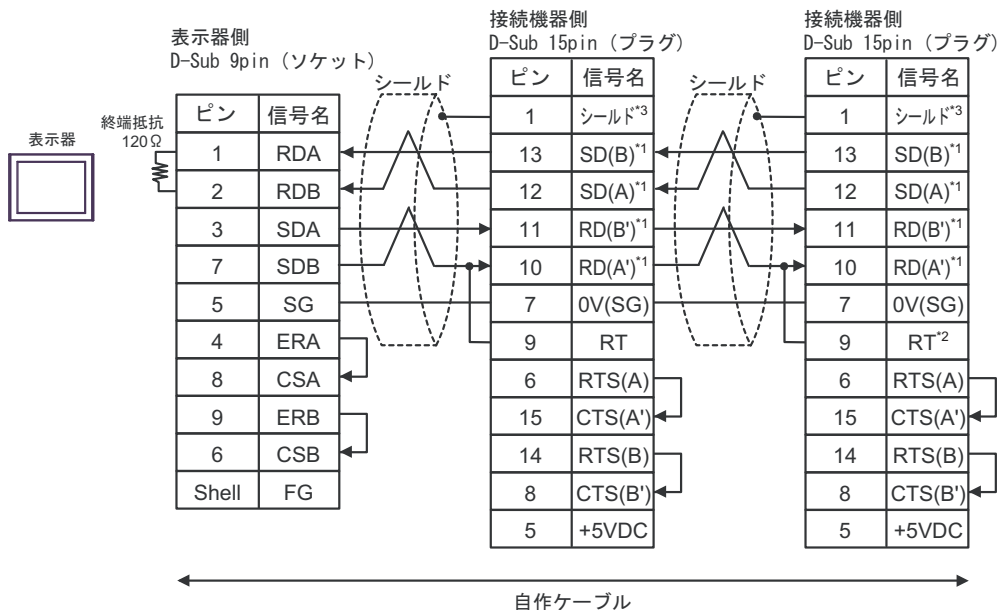 表示器
終端抵抗
120Ω
表示器側
D-Sub 9pin（ソケット）
ピン 信号名
1 RDA
2 RDB
3 SDA
7 SDB
5 SG
4 ERA
8 CSA
9 ERB
6 CSB
Shell FG
シールド
接続機器側
D-Sub 15pin（プラグ）
ピン 信号名
1 シールド*3
13 SD(B)*1
12 SD(A)*1
11 RD(B')*1
10 RD(A')*1
7 0V(SG)
9 RT
6 RTS(A)
15 CTS(A')
14 RTS(B)
8 CTS(B')
5 +5VDC
シールド
接続機器側
D-Sub 15pin（プラグ）
ピン 信号名
1 シールド*3
13 SD(B)*1
12 SD(A)*1
11 RD(B')*1
10 RD(A')*1
7 0V(SG)
9 RT*2
6 RTS(A)
15 CTS(A')
14 RTS(B)
8 CTS(B')
5 +5VDC
自作ケーブル